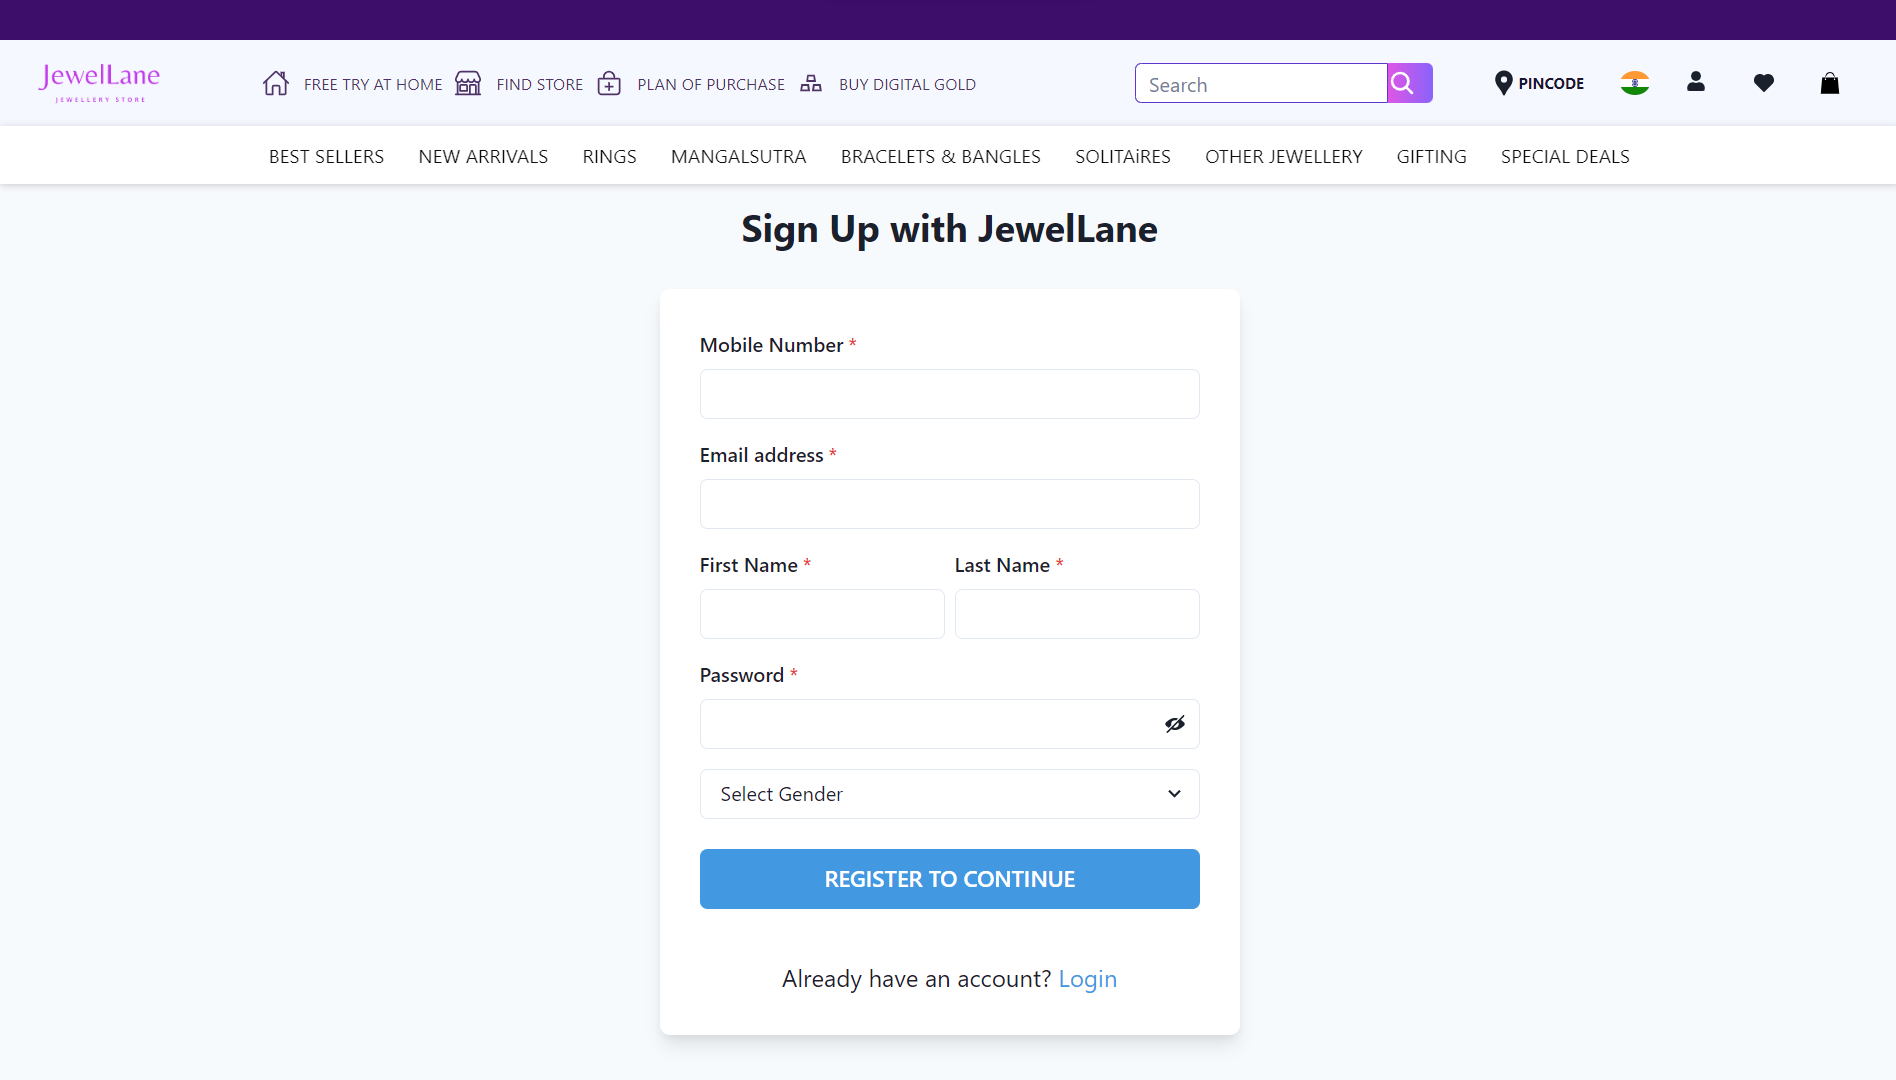 JewelLane
JEWELLERY STORE
FREE TRY AT HOME
FIND STORE
PLAN OF PURCHASE
BUY DIGITAL GOLD
Search
PINCODE
BEST SELLERS
NEW ARRIVALS
RINGS
MANGALSUTRA
BRACELETS & BANGLES
SOLITAiRES
OTHER JEWELLERY
GIFTING
SPECIAL DEALS
Sign Up with JewelLane
Mobile Number *
Email address *
First Name *
Last Name *
Password *
Select Gender
REGISTER TO CONTINUE
Already have an account? Login